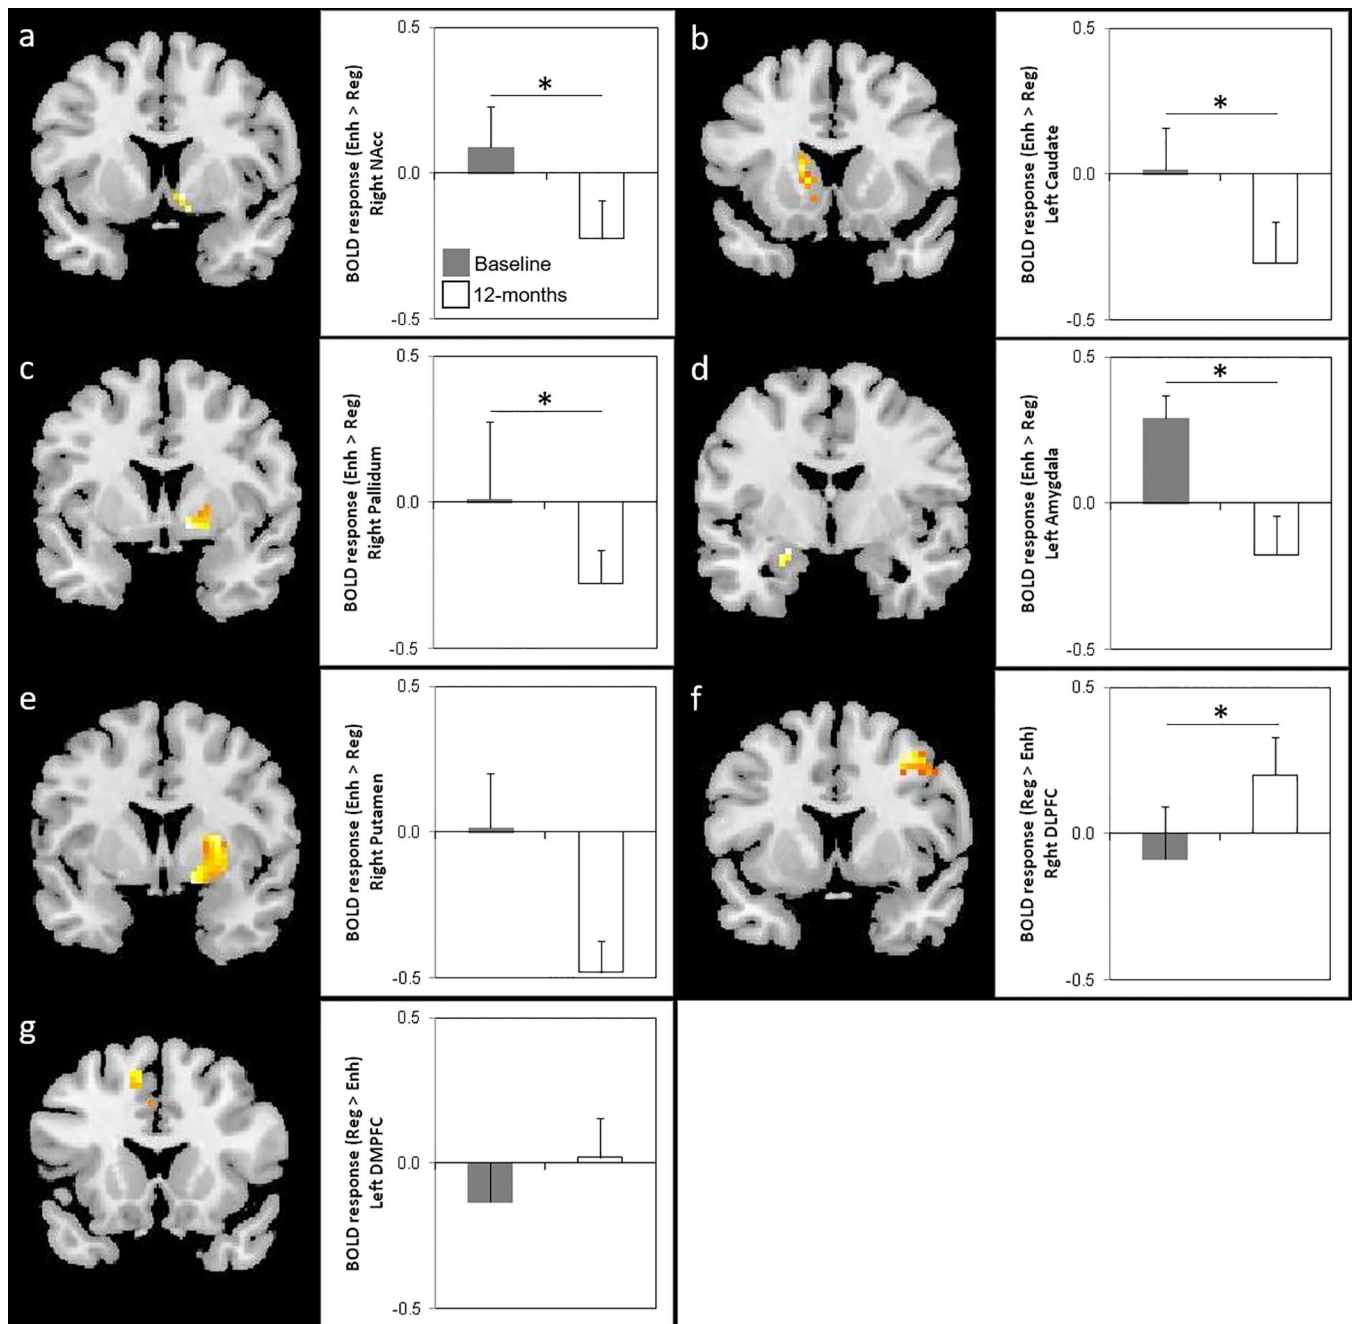 a
0.5
0.0
-0.5
BOLD response (Enh > Reg)
Right NAcc
*
Baseline
12-months
b
0.5
0.0
-0.5
BOLD response (Enh > Reg)
Left Caudate
*
c
0.5
0.0
-0.5
BOLD response (Enh > Reg)
Right Pallidum
*
d
0.5
0.0
-0.5
BOLD response (Enh > Reg)
Left Amygdala
*
e
0.5
0.0
-0.5
BOLD response (Enh > Reg)
Right Putamen
f
0.5
0.0
-0.5
BOLD response (Reg > Enh)
Rght DLPFC
*
g
0.5
0.0
-0.5
BOLD response (Reg > Enh)
Left DMPFC